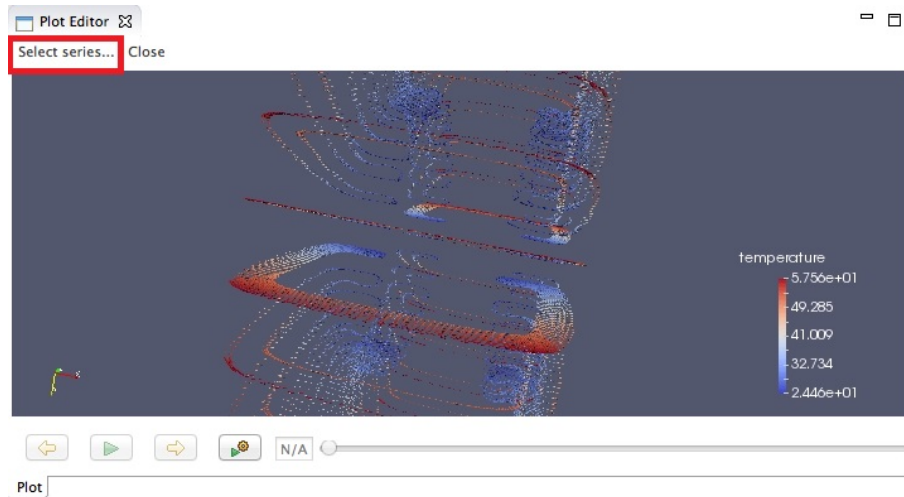 Plot Editor
Select series... Close
temperature
5.756e+01
49.285
41.009
32.734
2.446e+01
N/A
Plot